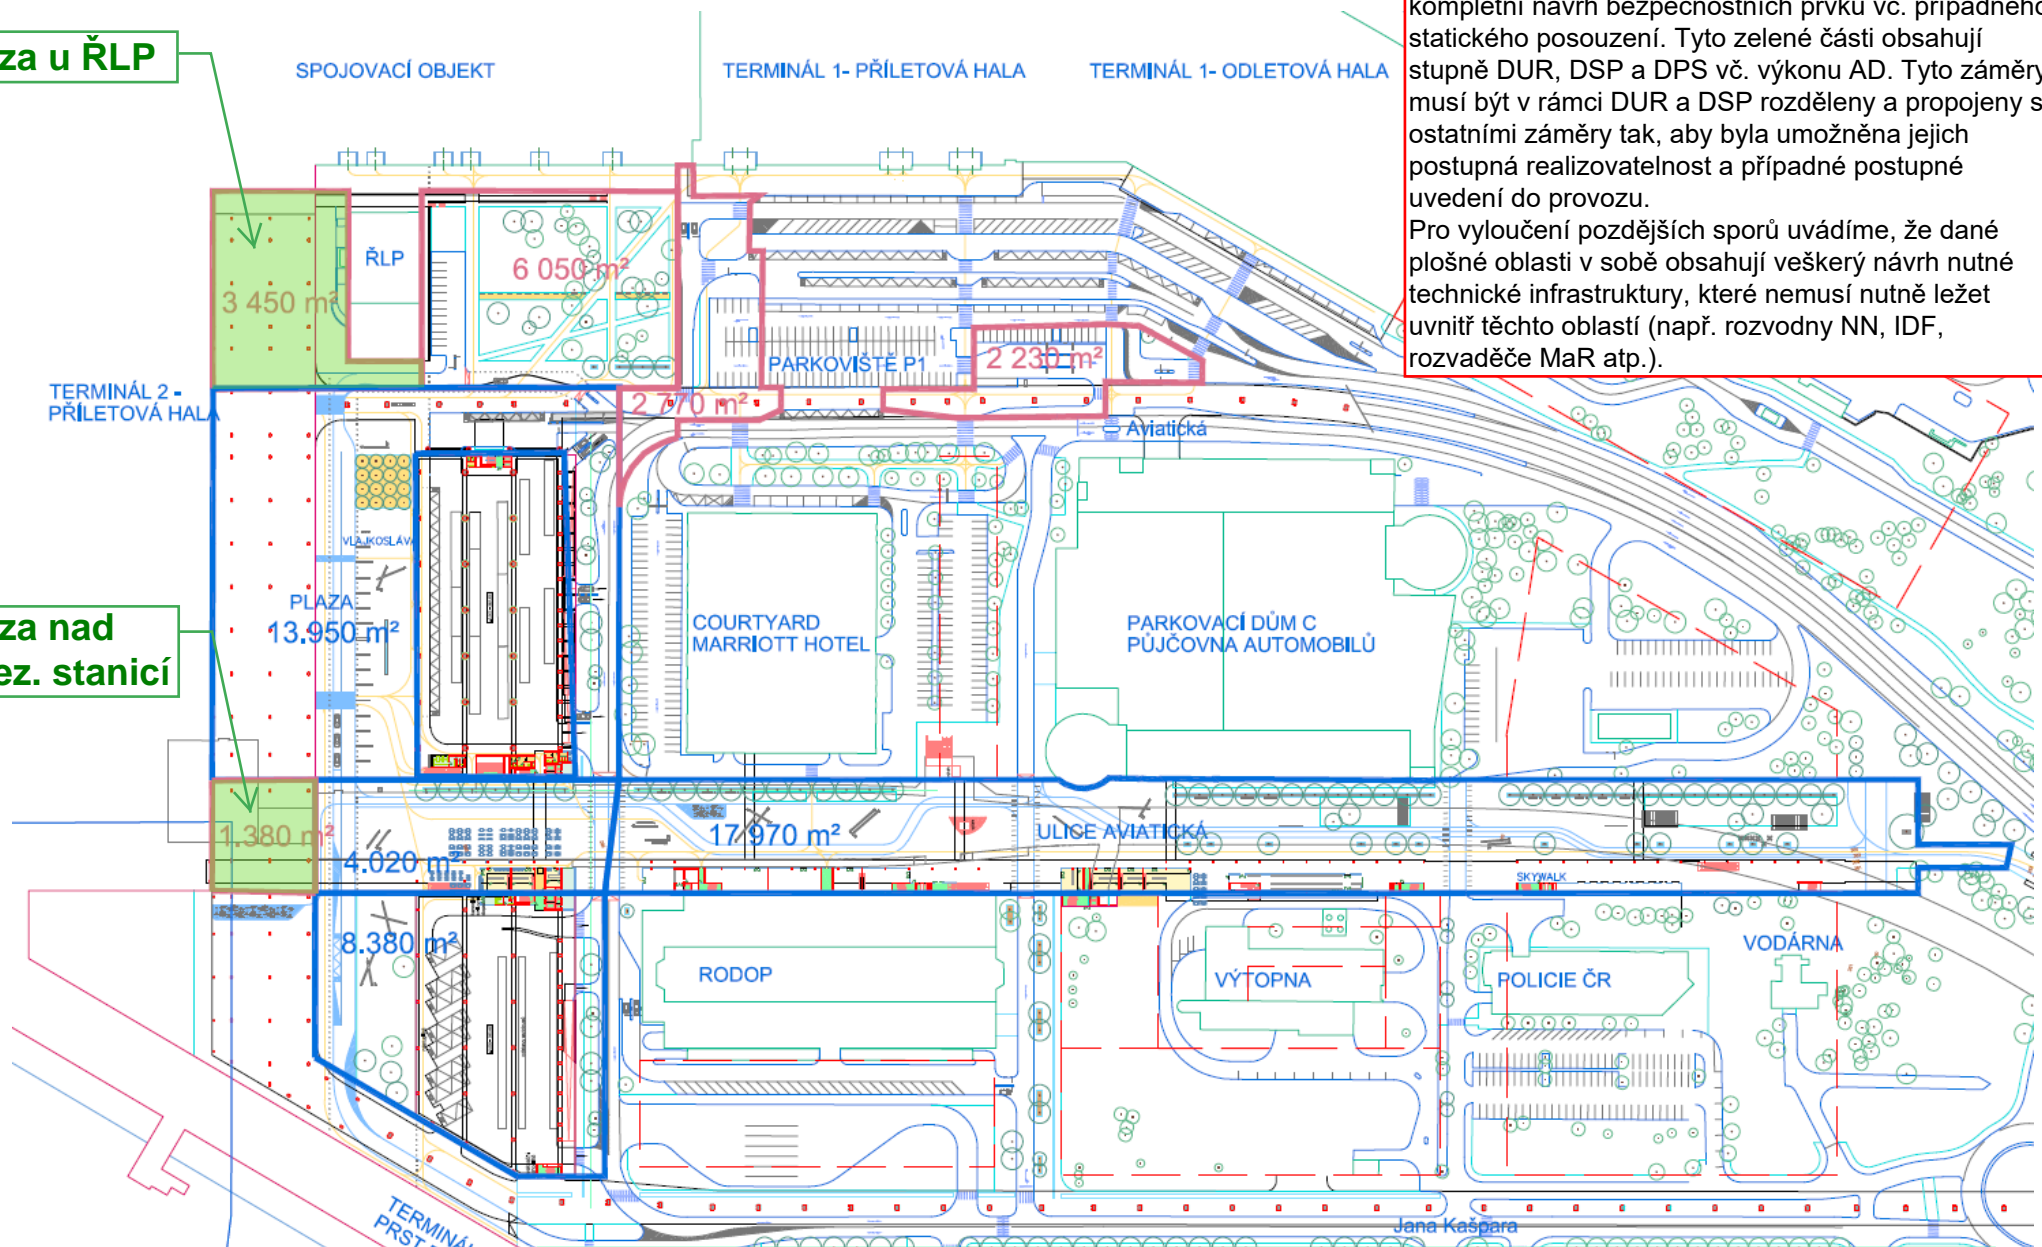 kompletní návrh bezpečnostních prvků vč. případného
statického posouzení. Tyto zelené části obsahují
stupně DUR, DSP a DPS vč. výkonu AD. Tyto záměry
musí být v rámci DUR a DSP rozděleny a propojeny s
ostatními záměry tak, aby byla umožněna jejich
postupná realizovatelnost a případné postupné
uvedení do provozu.
Pro vyloučení pozdějších sporů uvádíme, že dané
plošné oblasti v sobě obsahují veškerý návrh nutné
technické infrastruktury, které nemusí nutně ležet
uvnitř těchto oblastí (např. rozvodny NN, IDF,
rozvaděče MaR atp.).
za u ŘLP
SPOJOVACÍ OBJEKT
TERMINÁL 1- PŘÍLETOVÁ HALA
TERMINÁL 1- ODLETOVÁ HALA
ŘLP
6 050 m²
3 450 m²
PARKOVIŠTĚ P1
2 230 m²
TERMINÁL 2 -
PŘÍLETOVÁ HALA
2 770 m²
Aviatická
VLAJKOSLÁVA
PLAZA
13.950 m²
za nad
ez. stanicí
COURTYARD
MARRIOTT HOTEL
PARKOVACÍ DŮM C
PŮJČOVNA AUTOMOBILŮ
1.380 m²
4.020 m²
17 970 m²
ULICE AVIATICKÁ
SKYWALK
8.380 m²
RODOP
VÝTOPNA
POLICIE ČR
VODÁRNA
TERMINÁL
PRST
Jana Kašpara